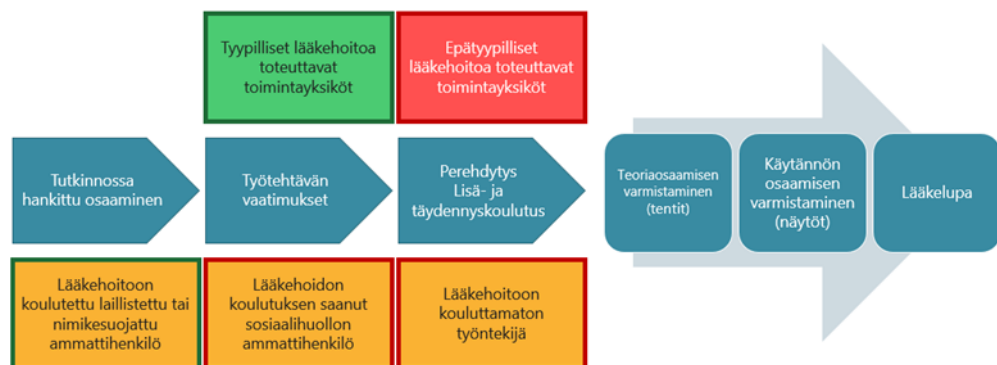 Tyypilliset lääkehoitoa
toteuttavat
toimintayksiköt
Epätyypilliset
lääkehoitoa toteuttavat
toimintayksiköt
Tutkinnossa
hankittu osaaminen
Työtehtävän
vaatimukset
Perehdytys
Lisä- ja
täydennyskoulutus
Teoriaosaamisen
varmistaminen
(tentit)
Käytännön
osaamisen
varmistaminen
(näytöt)
Lääkelupa
Lääkehoitoon
koulutettu laillistettu tai
nimikesuojattu
ammattihenkilö
Lääkehoidon
koulutuksen saanut
sosiaalihuollon
ammattihenkilö
Lääkehoitoon
kouluttamaton
työntekijä